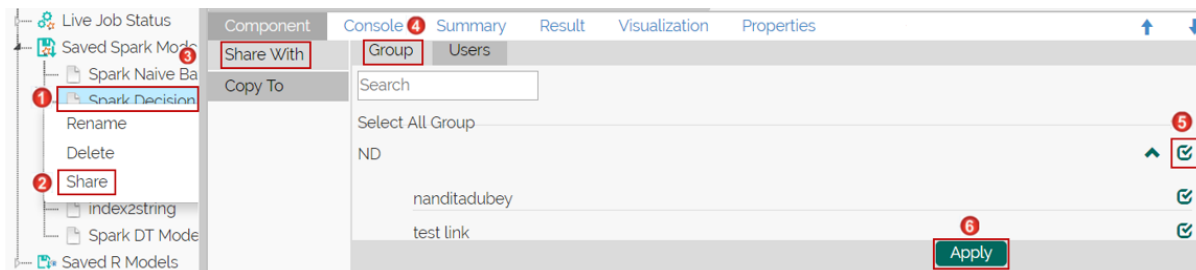 Live Job Status
Saved Spark Mode
3
Spark Naive Ba
1 Spark Decision
Rename
Delete
2 Share
index2string
Spark DT Mode
Saved R Models
Component Console 4 Summary Result Visualization Properties
Share With Group Users
Copy To Search
Select All Group
5
ND
nanditadubey
test link
6
Apply